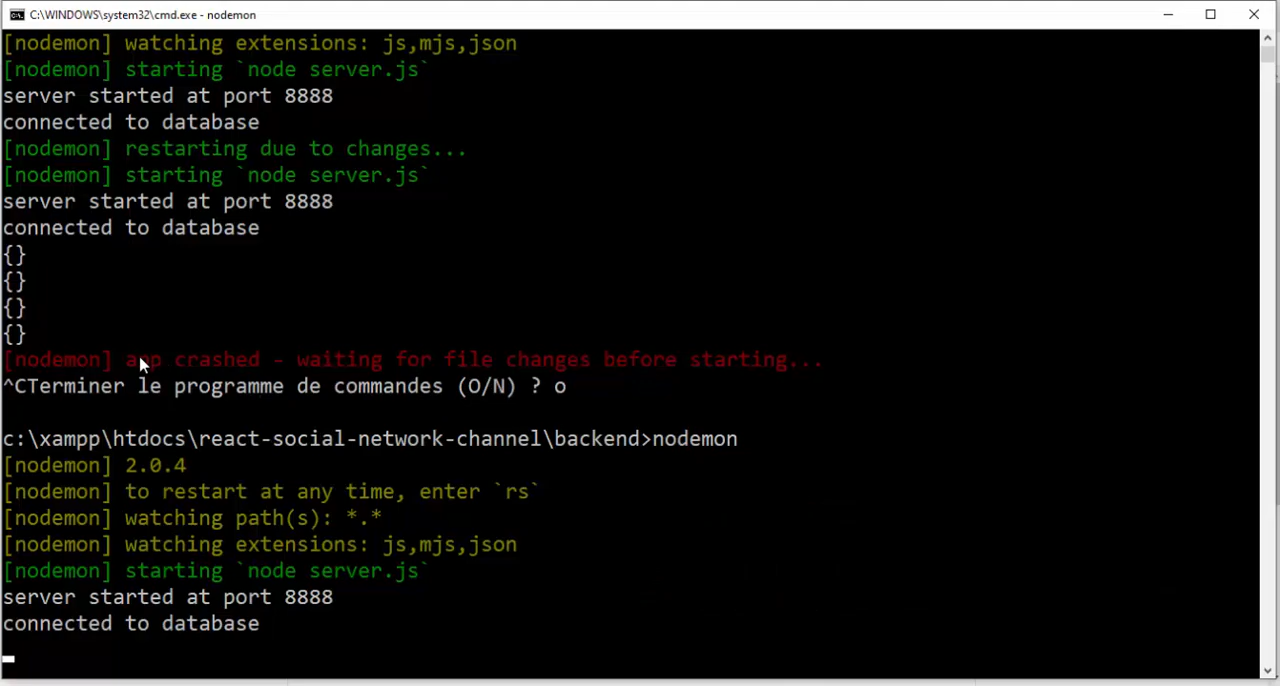 C:\WINDOWS\system32\cmd.exe - nodemon
[nodemon] watching extensions: js,mjs,json
[nodemon] starting `node server.js`
server started at port 8888
connected to database
[nodemon] restarting due to changes...
[nodemon] starting `node server.js`
server started at port 8888
connected to database
{}
{}
{}
{}
[nodemon] app crashed - waiting for file changes before starting...
^CTerminer le programme de commandes (O/N) ? o
c:\xampp\htdocs\react-social-network-channel\backend>nodemon
[nodemon] 2.0.4
[nodemon] to restart at any time, enter `rs`
[nodemon] watching path(s): *.*
[nodemon] watching extensions: js,mjs,json
[nodemon] starting `node server.js`
server started at port 8888
connected to database